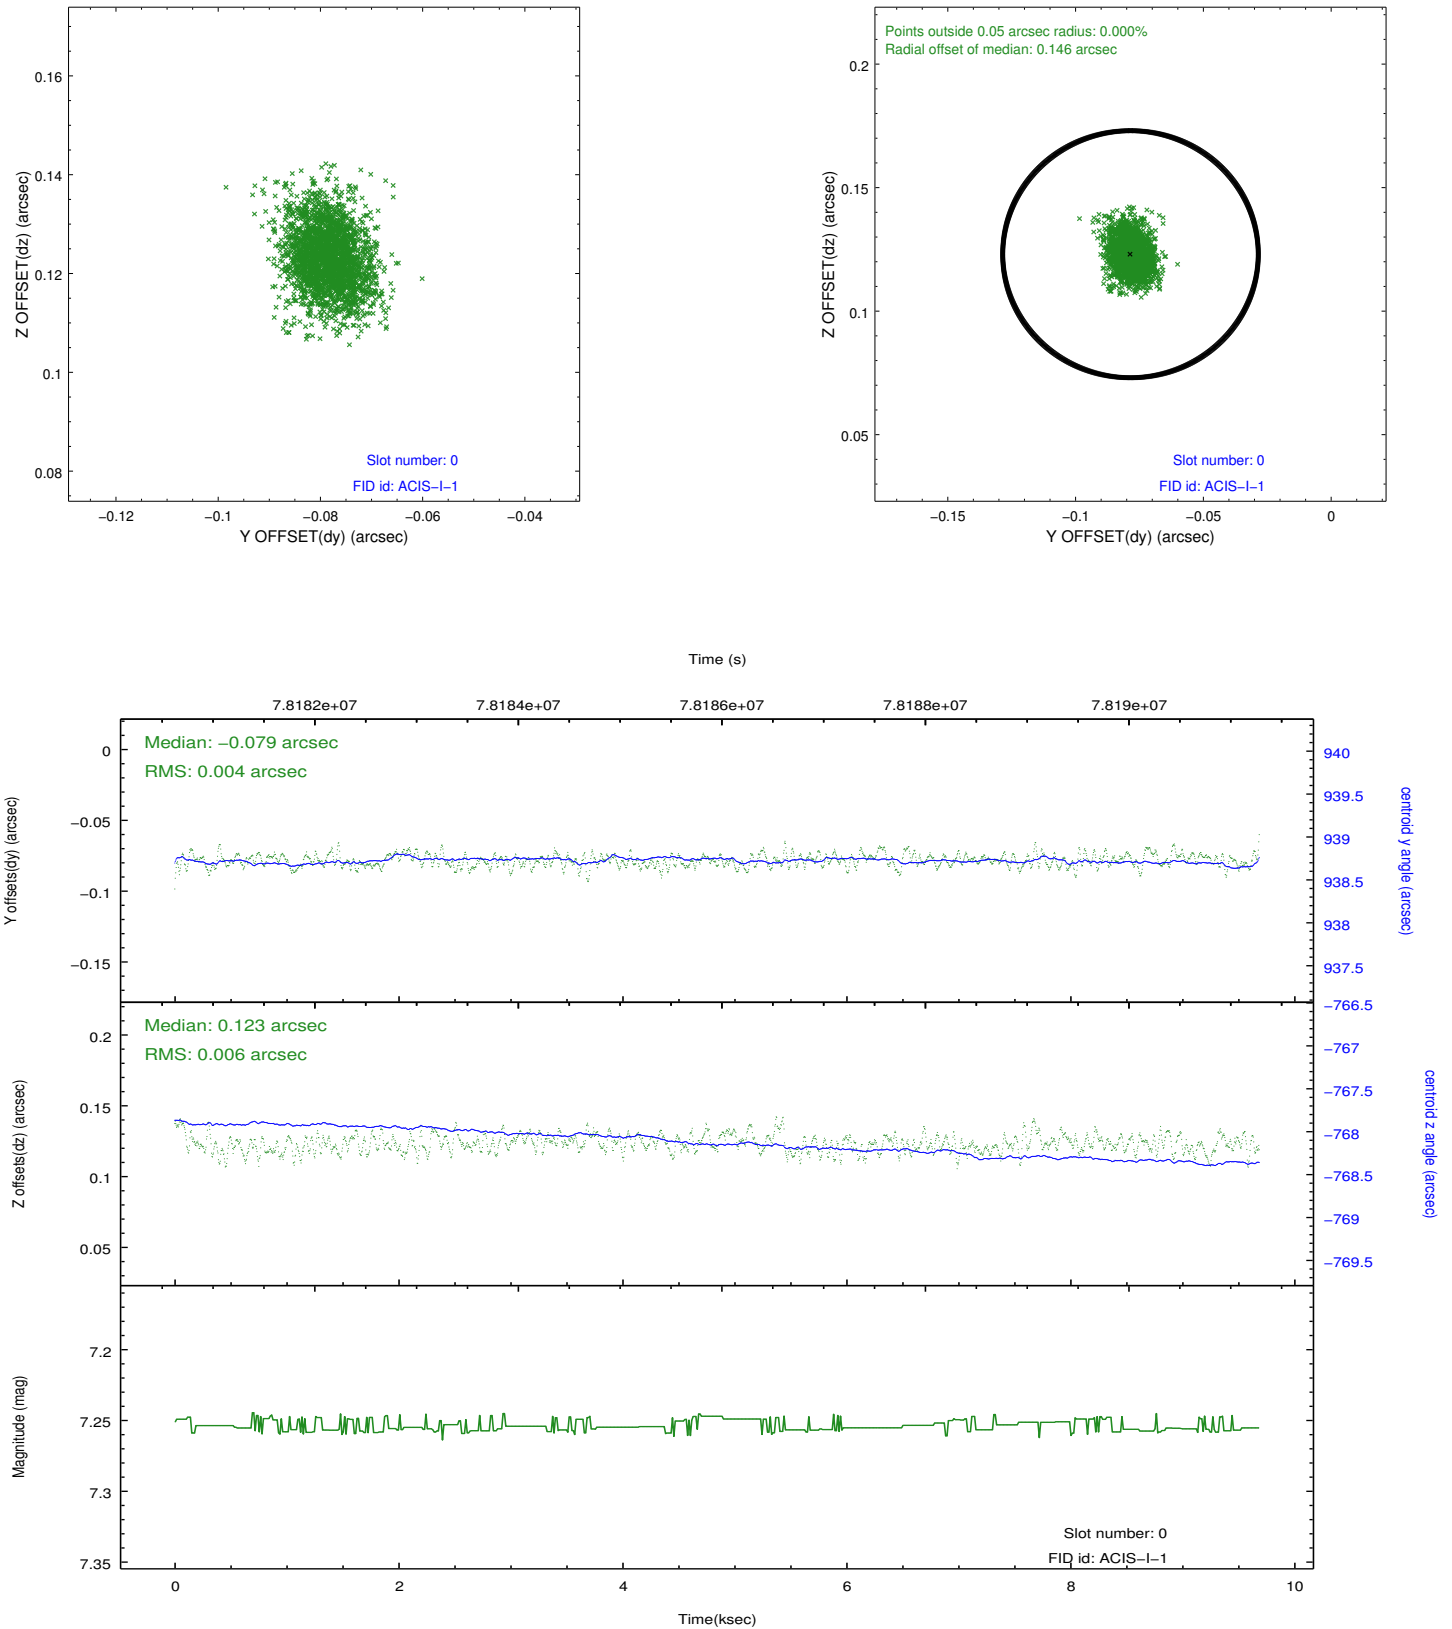 0.16
0.14
0.12
0.1
0.08
Z OFFSET(dz) (arcsec)
Slot number: 0
FID id: ACIS−I−1
−0.12
−0.1
−0.08
−0.06
−0.04
Y OFFSET(dy) (arcsec)
Points outside 0.05 arcsec radius: 0.000%
Radial offset of median: 0.146 arcsec
0.2
0.15
0.1
0.05
Z OFFSET(dz) (arcsec)
Slot number: 0
FID id: ACIS−I−1
−0.15
−0.1
−0.05
0
Y OFFSET(dy) (arcsec)
Time (s)
7.8182e+07
7.8184e+07
7.8186e+07
7.8188e+07
7.819e+07
Median: −0.079 arcsec
RMS: 0.004 arcsec
0
−0.05
−0.1
−0.15
Y offsets(dy) (arcsec)
940
939.5
939
938.5
938
937.5
centroid y angle (arcsec)
Median: 0.123 arcsec
RMS: 0.006 arcsec
0.2
0.15
0.1
0.05
Z offsets(dz) (arcsec)
−766.5
−767
−767.5
−768
−768.5
−769
−769.5
centroid z angle (arcsec)
7.2
7.25
7.3
7.35
Magnitude (mag)
Slot number: 0
FID id: ACIS−I−1
0
2
4
6
8
10
Time(ksec)